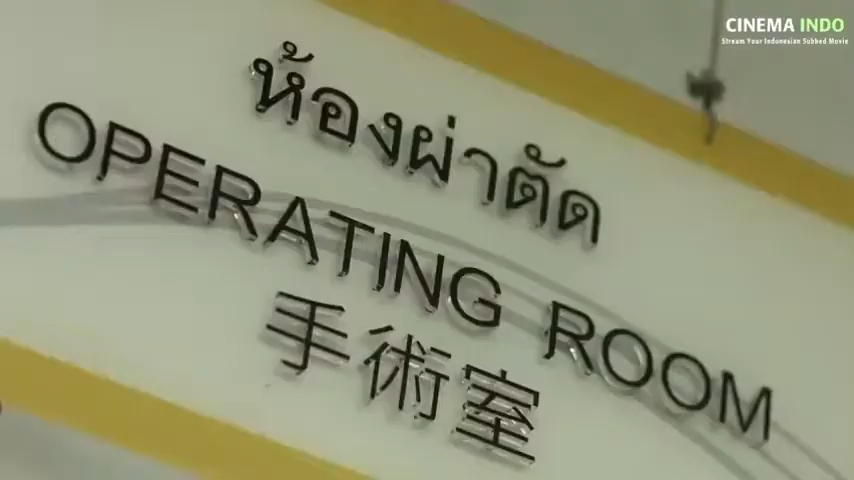 CINEMA INDO
Stream Your Indonesian Subbed Movie
ห้องผ่าตัด
OPERATING ROOM
手術室